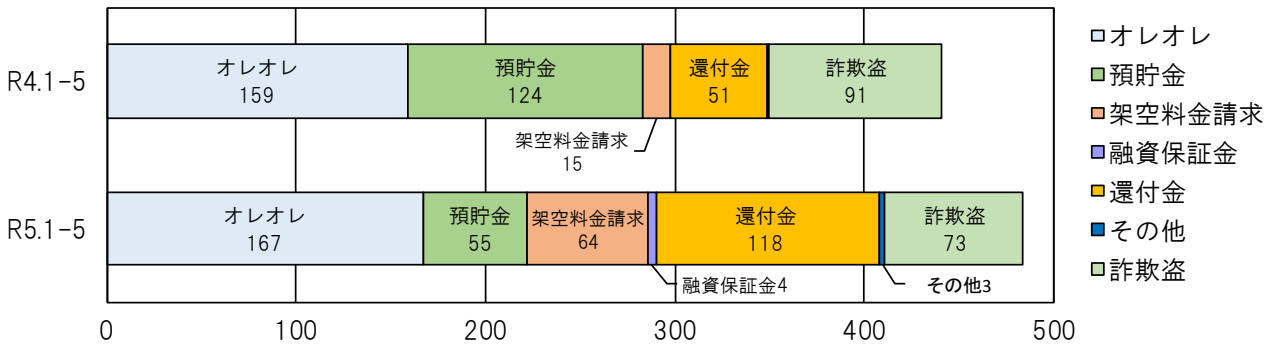 R4.1-5
オレオレ
159
預貯金
124
架空料金請求
15
還付金
51
詐欺盗
91
R5.1-5
オレオレ
167
預貯金
55
架空料金請求
64
融資保証金4
還付金
118
その他3
詐欺盗
73
0 100 200 300 400 500
オレオレ
預貯金
架空料金請求
融資保証金
還付金
その他
詐欺盗